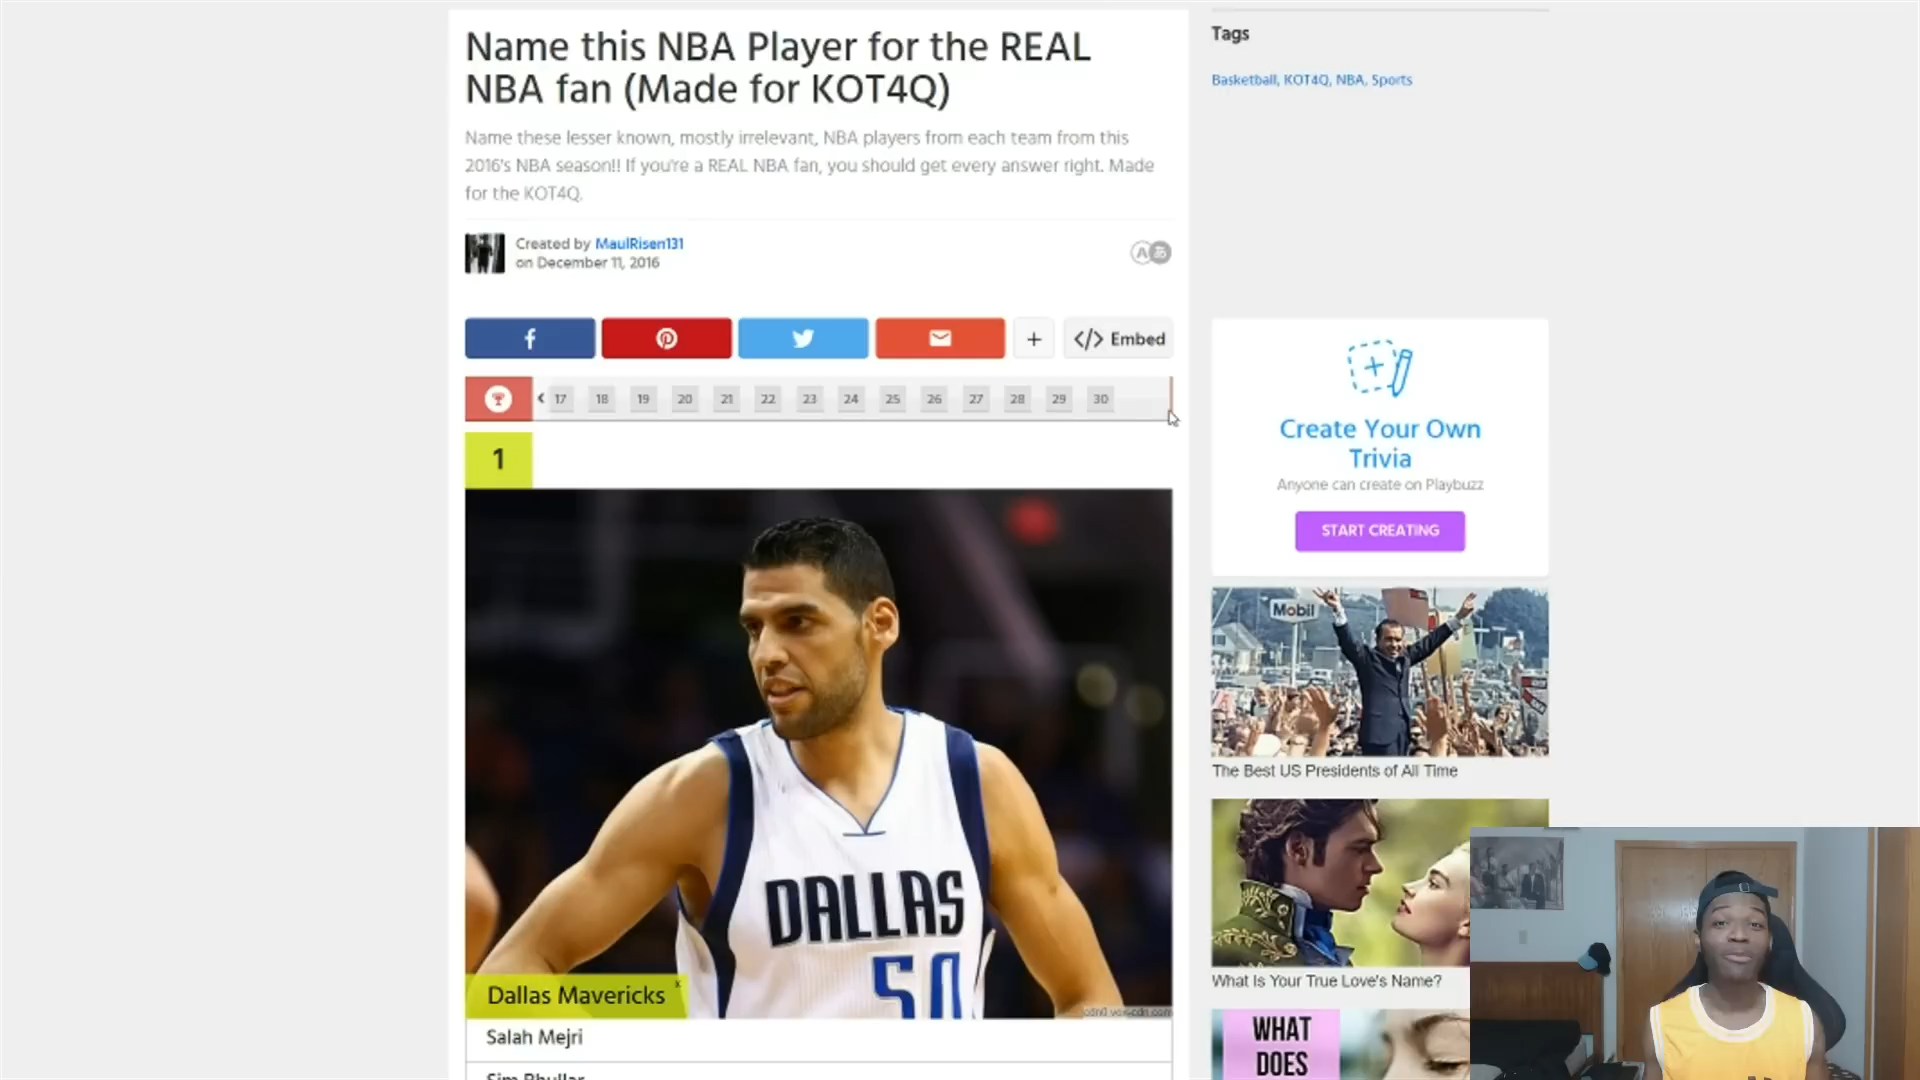 Name this NBA Player for the REAL
NBA fan (Made for KOT4Q)
Name these lesser known, mostly irrelevant, NBA players from each team from this
2016's NBA season!! If you're a REAL NBA fan, you should get every answer right. Made
for the KOT4Q.
Created by MaulRisen131
on December 11, 2016
+
</> Embed
17 18 19 20 21 22 23 24 25 26 27 28 29 30
1
DALLAS
50
Dallas Mavericks
x
Salah Mejri
Sim Bhullar
Tags
Basketball, KOT4Q, NBA, Sports
Create Your Own
Trivia
Anyone can create on Playbuzz
START CREATING
Mobil
The Best US Presidents of All Time
What Is Your True Love's Name?
WHAT
DOES